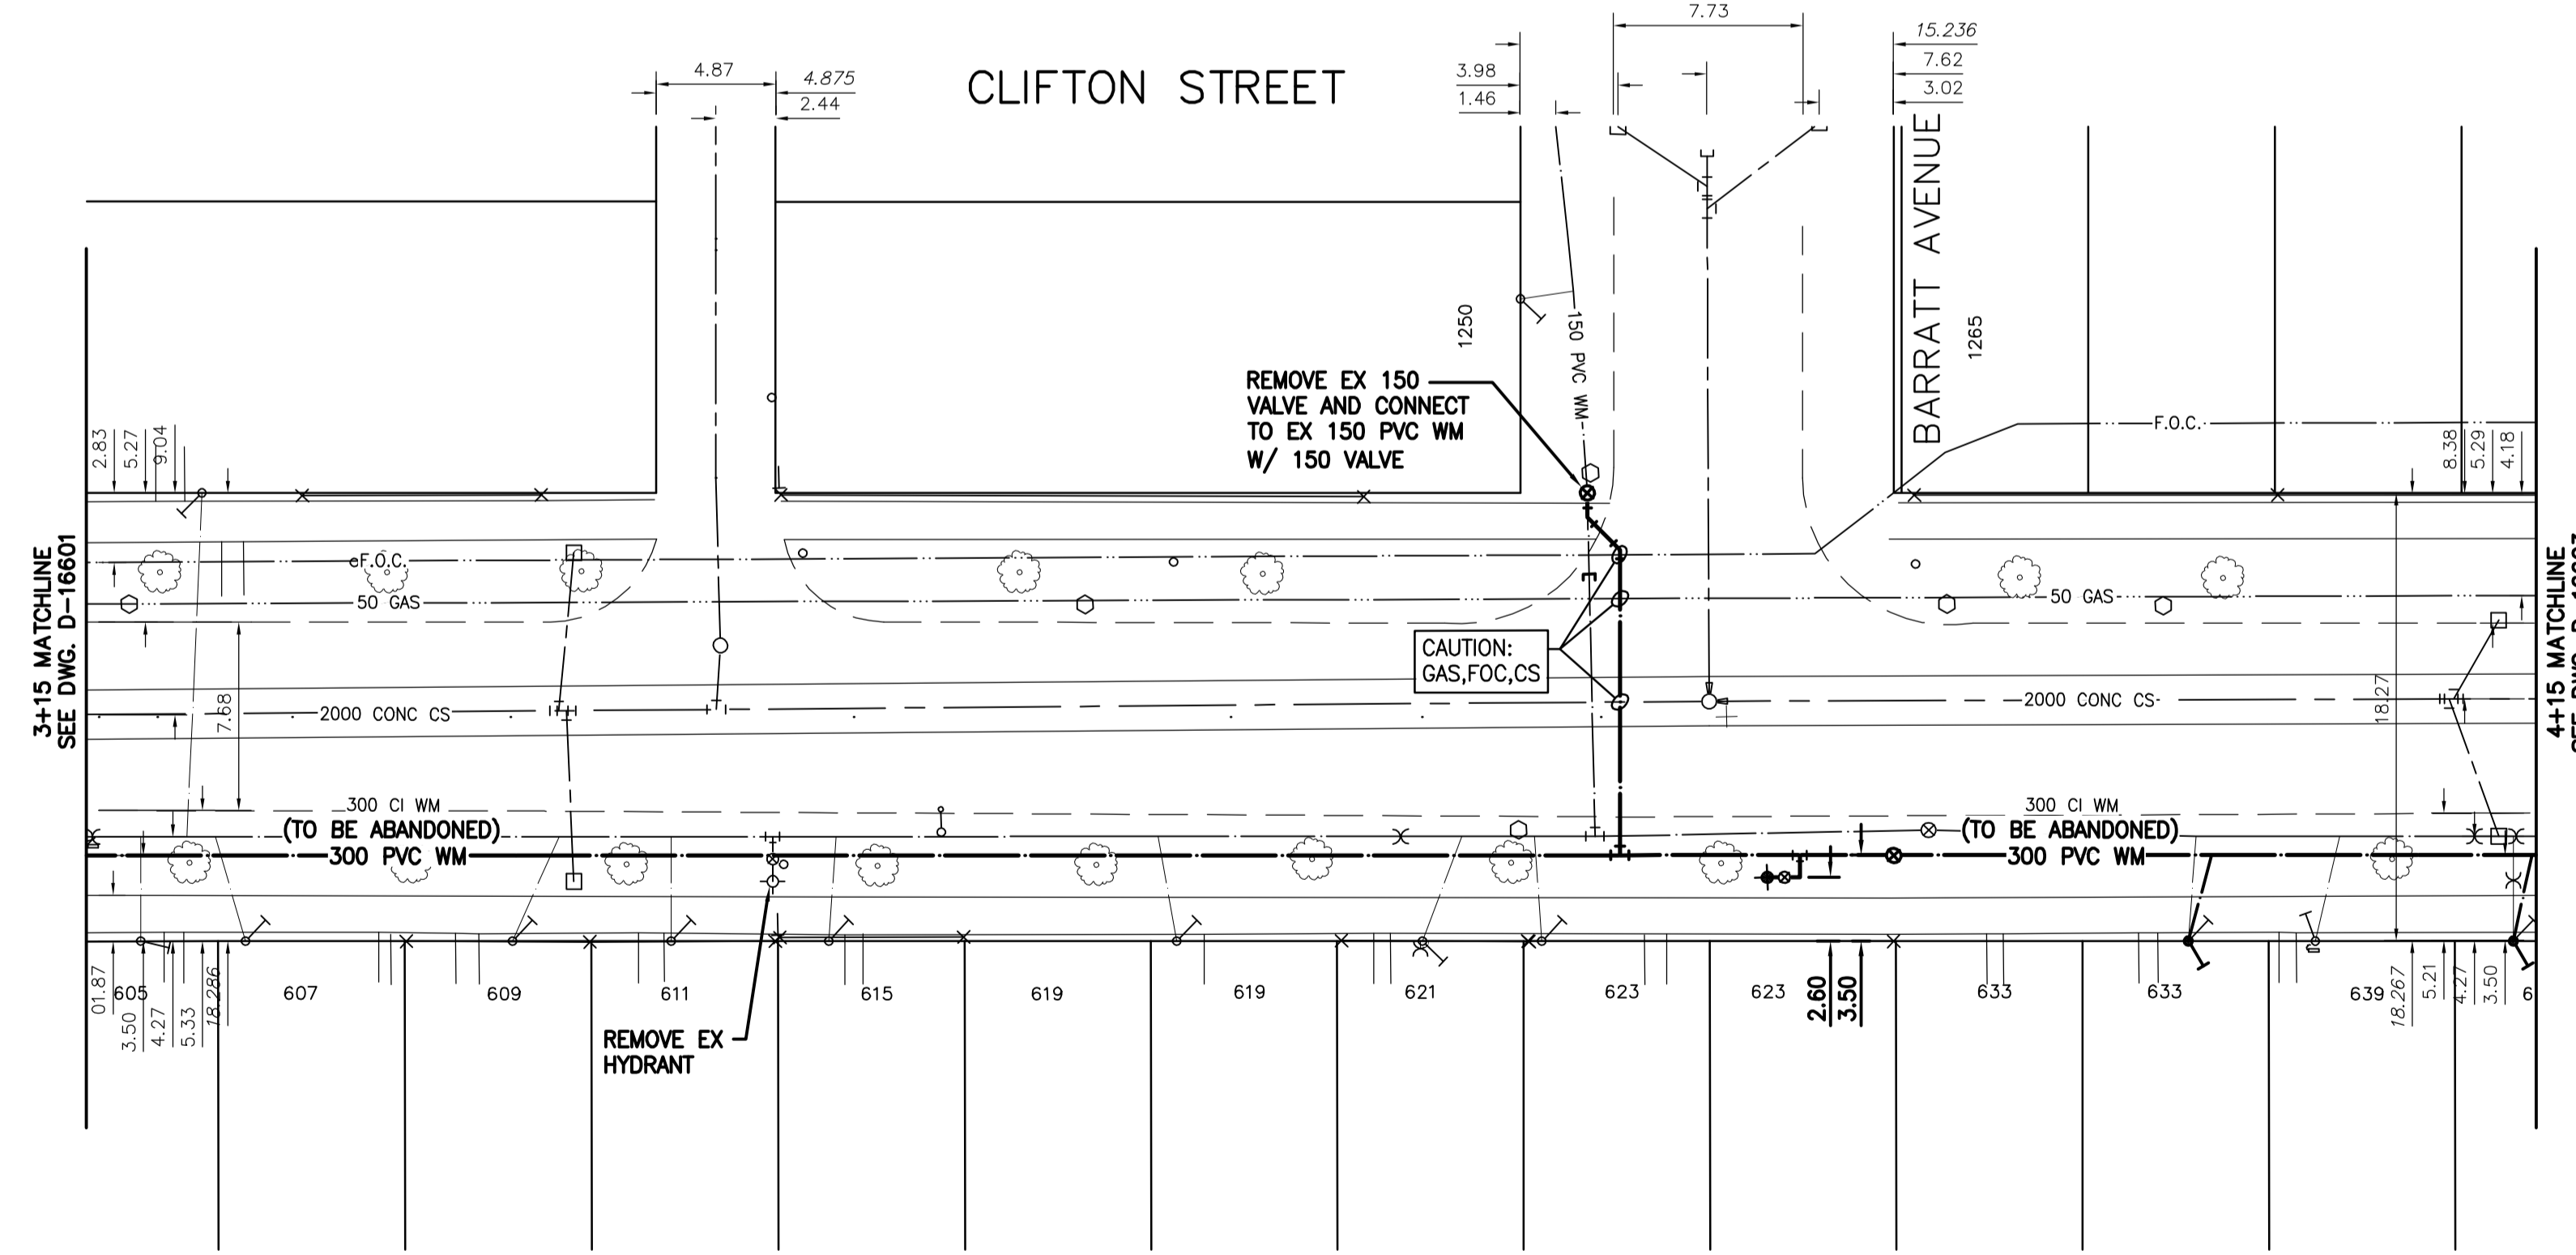 7.73
15.236
7.62
3.02
4.87
4.875
2.44
CLIFTON STREET
3.98
1.46
BARRATT AVENUE
1250
1265
150 PVC WM
REMOVE EX 150
VALVE AND CONNECT
TO EX 150 PVC WM
W/ 150 VALVE
2.83
5.27
9.04
F.O.C.
8.38
5.29
4.18
3+15 MATCHLINE
SEE DWG. D-16601
F.O.C.
50 GAS
50 GAS
CAUTION:
GAS,FOC,CS
4+15 MATCHLINE
7.68
2000 CONC CS
2000 CONC CS
18.27
300 CI WM
(TO BE ABANDONED)
300 PVC WM
300 CI WM
(TO BE ABANDONED)
300 PVC WM
01.87
3.50
4.27
5.33
18.286
605
607
609
611
615
619
619
621
623
623
2.60
3.50
633
633
639
18.267
5.21
4.27
3.50
REMOVE EX
HYDRANT